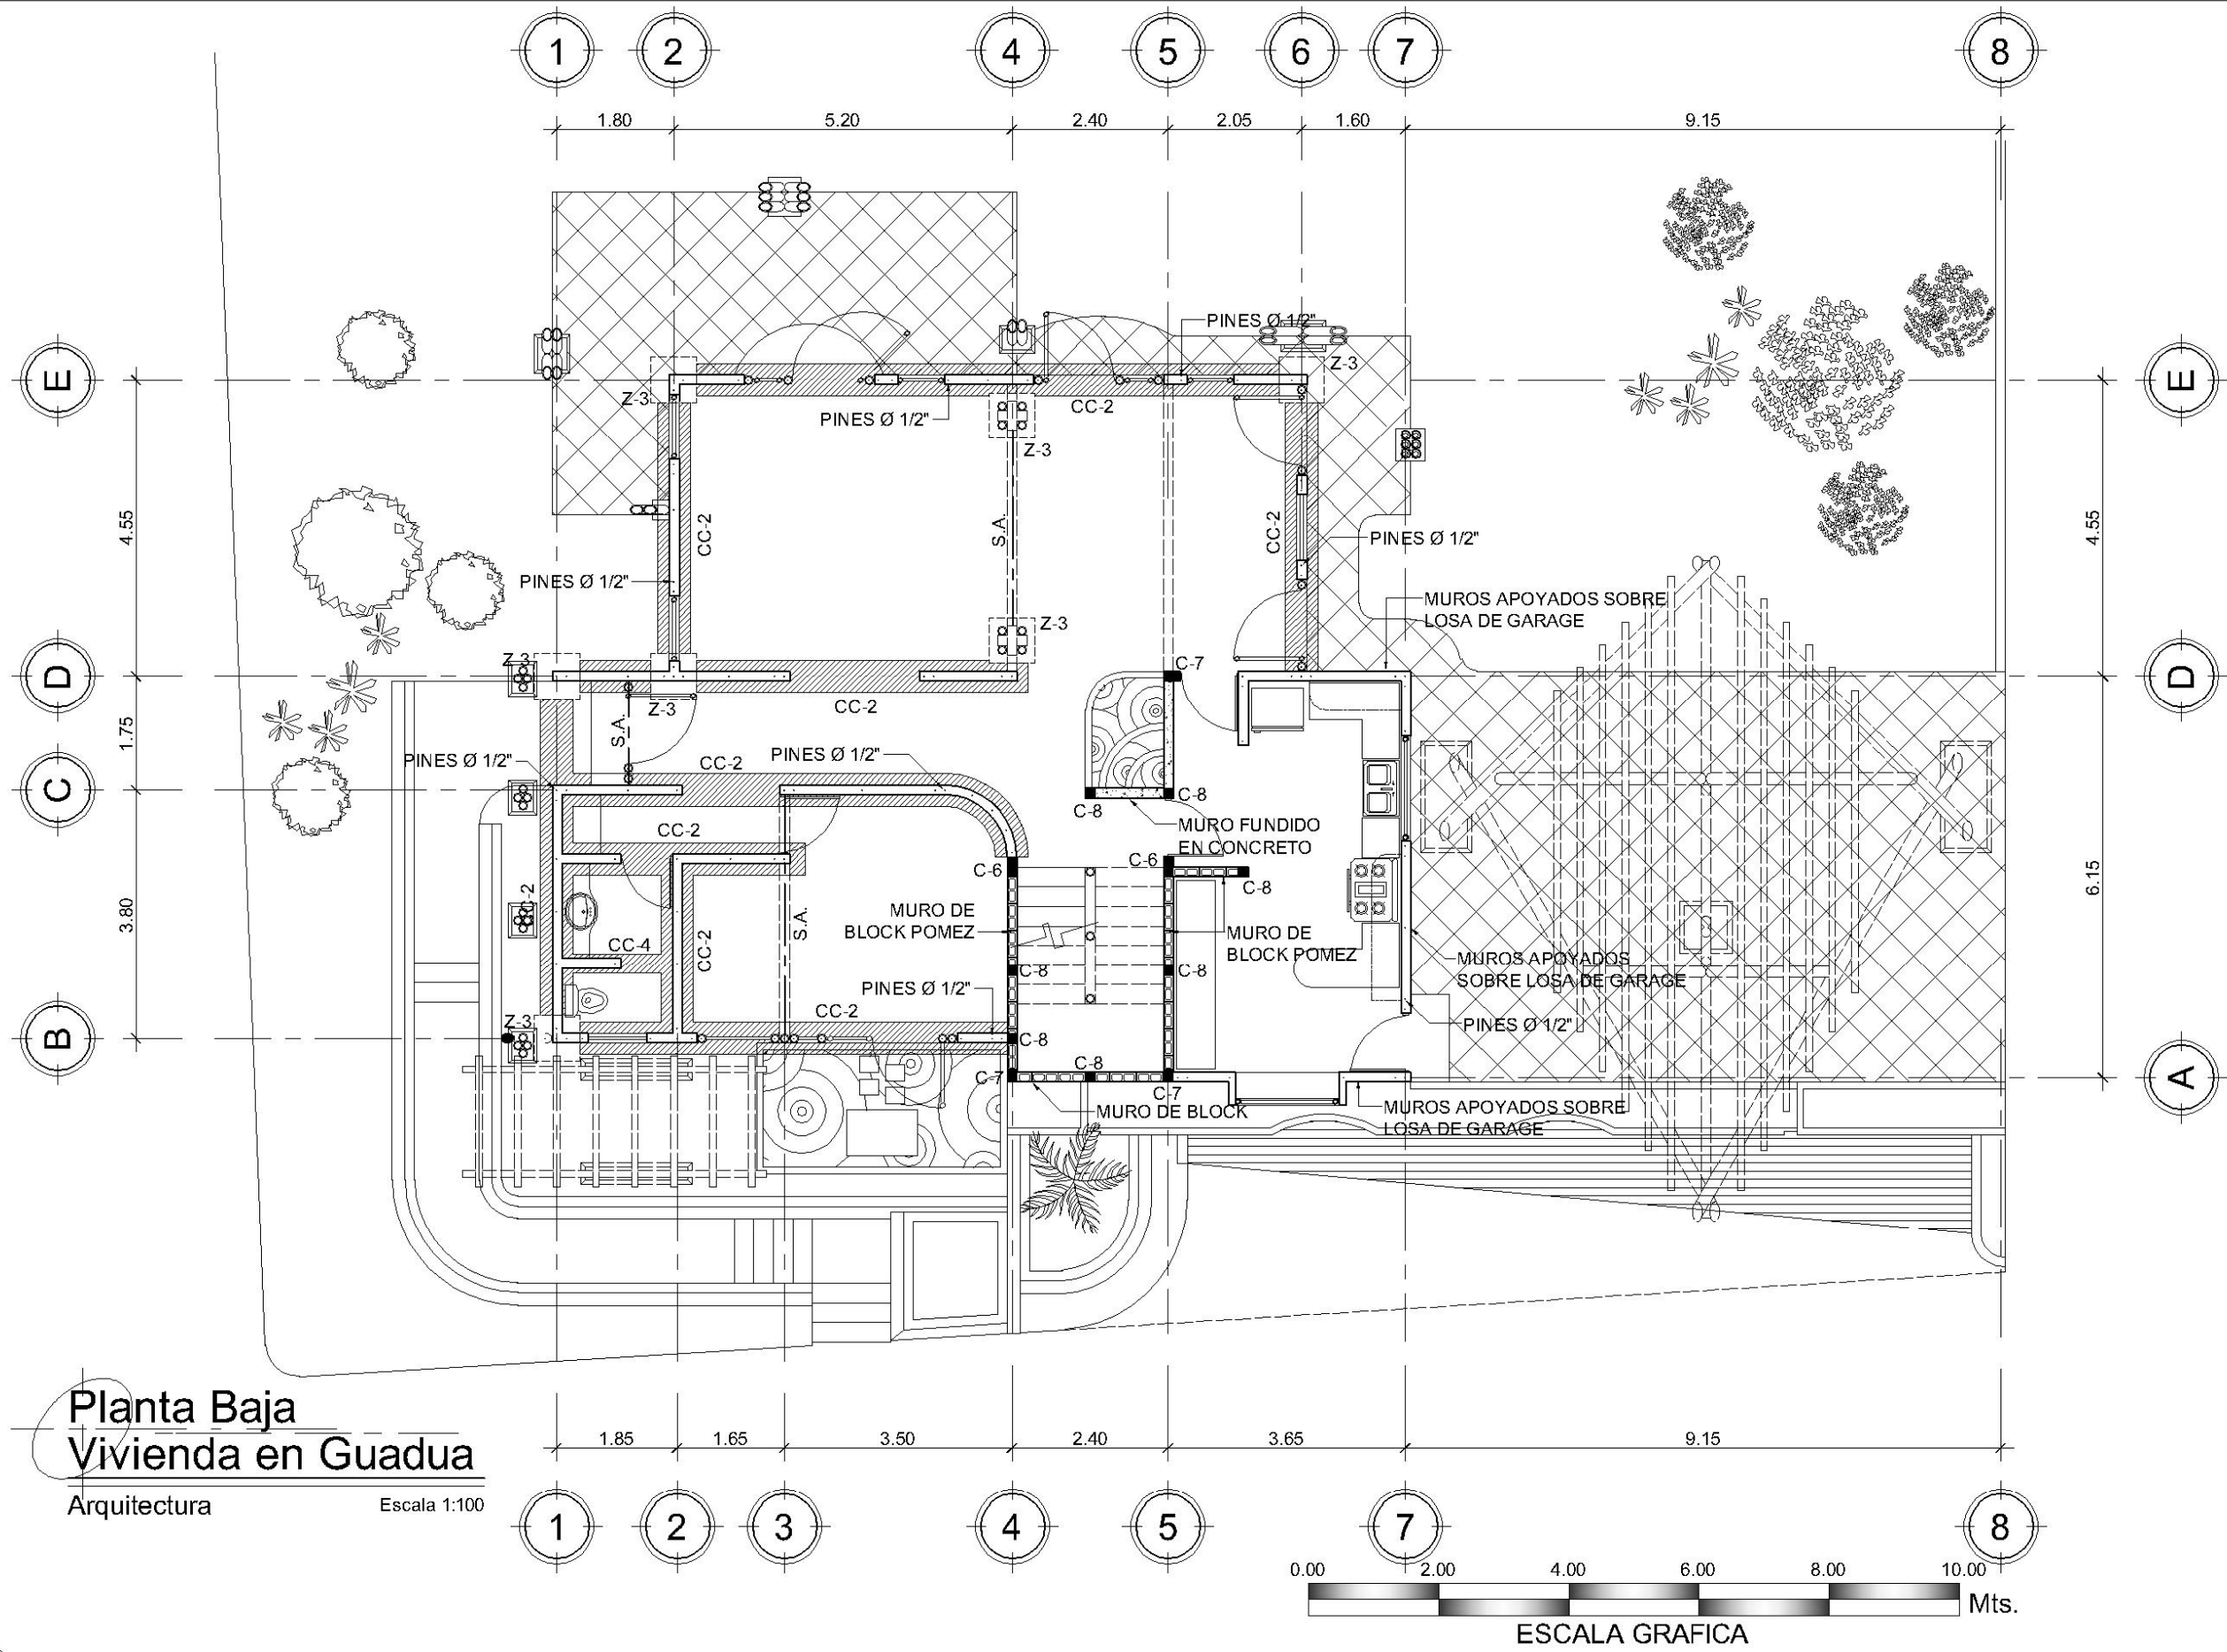 1 2 4 5 6 7 8
1.80 5.20 2.40 2.05 1.60 9.15
PINES Ø 1/2"
E Z-3 E
Z-3
CC-2
PINES Ø 1/2"
Z-3
4.55 CC-2 S.A. CC-2 4.55
PINES Ø 1/2"
PINES Ø 1/2"
MUROS APOYADOS SOBRE
LOSA DE GARAGE
Z-3
Z-3 C-7
D D
Z-3 CC-2
1.75 S.A.
PINES Ø 1/2" CC-2 PINES Ø 1/2"
C C-8 C-8
MURO FUNDIDO
EN CONCRETO
CC-2
C-6 C-6
C-8
6.15
3.80 CC-2
MURO DE
BLOCK POMEZ
S.A.
MURO DE
BLOCK POMEZ
CC-4 CC-2
MUROS APOYADOS
SOBRE LOSA DE GARAGE
C-8 C-8
PINES Ø 1/2"
CC-2
Z-3
PINES Ø 1/2"
B C-8
C-8
C-7 C-7 A
MURO DE BLOCK
MUROS APOYADOS SOBRE
LOSA DE GARAGE
Planta Baja
Vivienda en Guadua
Arquitectura Escala 1:100
1.85 1.65 3.50 2.40 3.65 9.15
1 2 3 4 5 7 8
0.00 2.00 4.00 6.00 8.00 10.00
Mts.
ESCALA GRAFICA